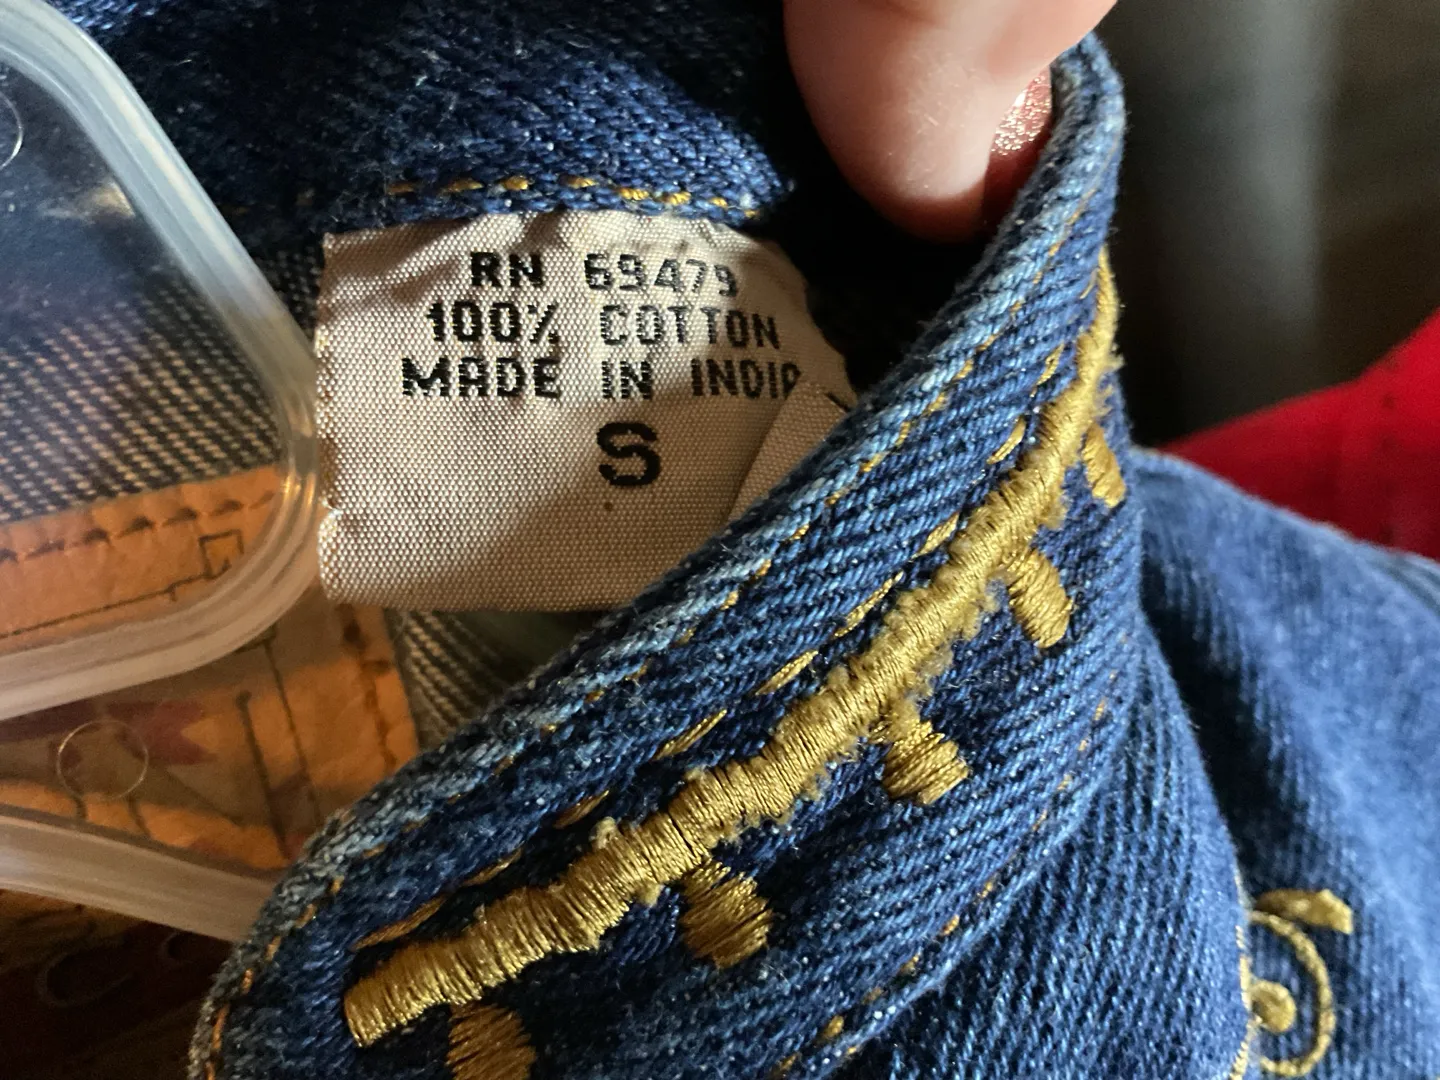 RN 69479
100% COTTON
MADE IN INDIA
S